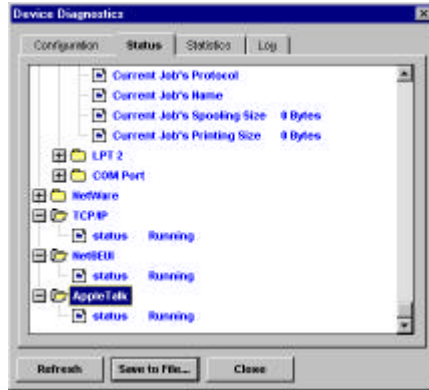 Device Diagnostics
Configuration Status Statistics Log
Current Job's Protocol
Current Job's Name
Current Job's Spooling Size 0 Bytes
Current Job's Printing Size 0 Bytes
LPT 2
COM Port
NetWare
TCP/IP
status Running
NetBEUI
status Running
AppleTalk
status Running
Refresh Save to File... Close